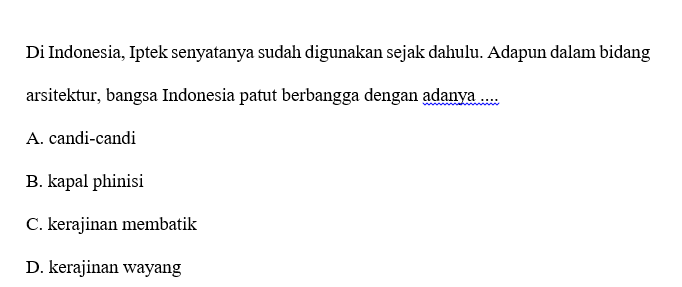 Di Indonesia, Iptek senyatanya sudah digunakan sejak dahulu. Adapun dalam bidang
arsitektur, bangsa Indonesia patut berbangga dengan adanya ....
A. candi-candi
B. kapal phinisi
C. kerajinan membatik
D. kerajinan wayang